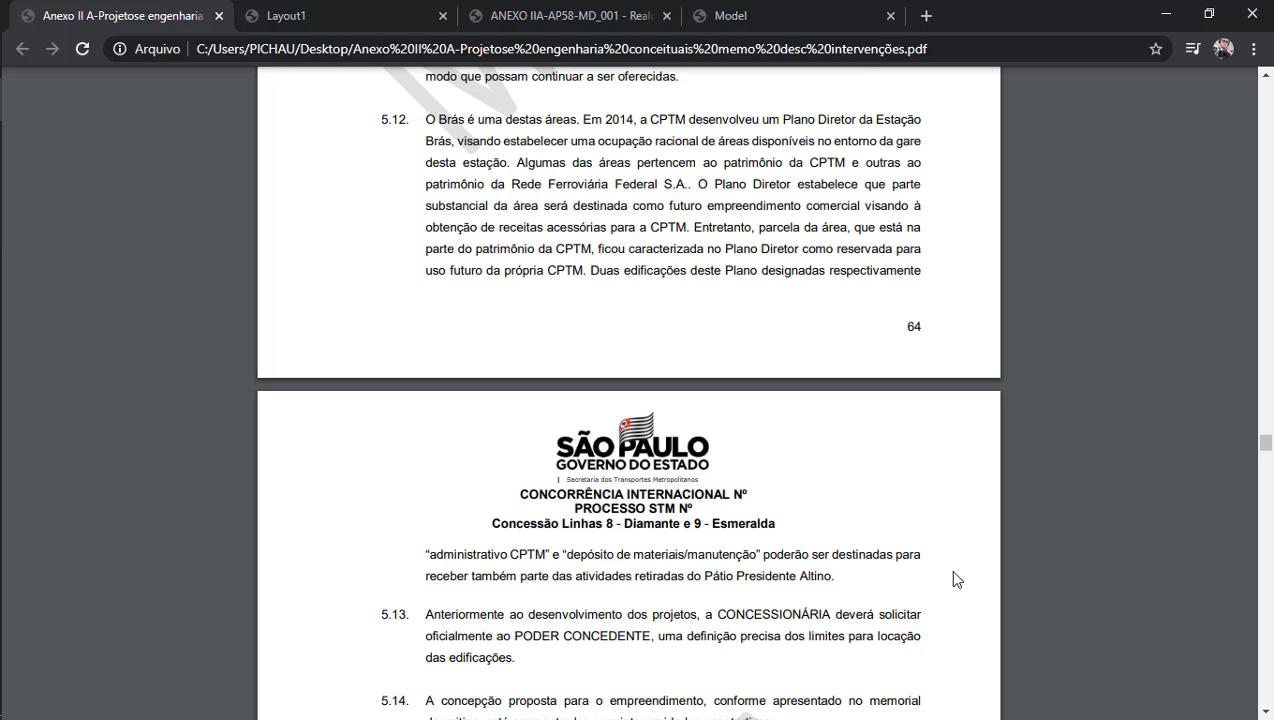 Anexo II A-Projetose engenharia
Layout1
ANEXO IIA-AP58-MD_001 - Realo
Model
Arquivo
C:/Users/PICHAU/Desktop/Anexo%20II%20A-Projetose%20engenharia%20conceituais%20memo%20desc%20intervenções.pdf
modo que possam continuar a ser oferecidas.
5.12. O Brás é uma destas áreas. Em 2014, a CPTM desenvolveu um Plano Diretor da Estação
Brás, visando estabelecer uma ocupação racional de áreas disponíveis no entorno da gare
desta estação. Algumas das áreas pertencem ao patrimônio da CPTM e outras ao
patrimônio da Rede Ferroviária Federal S.A.. O Plano Diretor estabelece que parte
substancial da área será destinada como futuro empreendimento comercial visando à
obtenção de receitas acessórias para a CPTM. Entretanto, parcela da área, que está na
parte do patrimônio da CPTM, ficou caracterizada no Plano Diretor como reservada para
uso futuro da própria CPTM. Duas edificações deste Plano designadas respectivamente
64
SÃO PAULO
GOVERNO DO ESTADO
Secretaria dos Transportes Metropolitanos
CONCORRÊNCIA INTERNACIONAL Nº
PROCESSO STM Nº
Concessão Linhas 8 - Diamante e 9 - Esmeralda
“administrativo CPTM” e “depósito de materiais/manutenção” poderão ser destinadas para
receber também parte das atividades retiradas do Pátio Presidente Altino.
5.13. Anteriormente ao desenvolvimento dos projetos, a CONCESSIONÁRIA deverá solicitar
oficialmente ao PODER CONCEDENTE, uma definição precisa dos limites para locação
das edificações.
5.14. A concepção proposta para o empreendimento, conforme apresentado no memorial